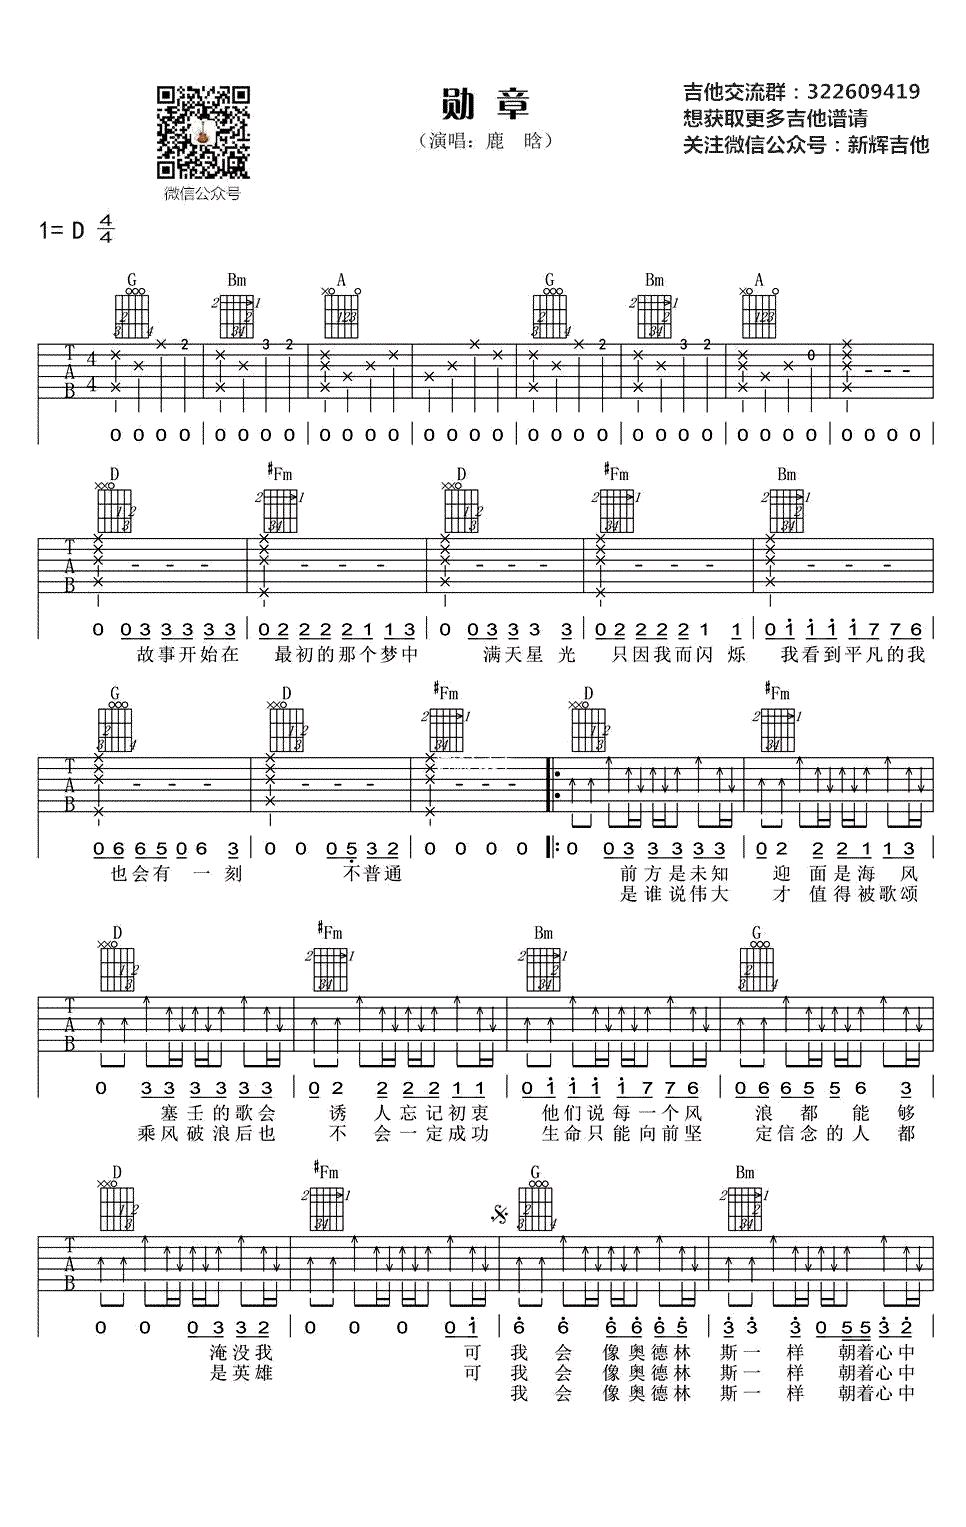 勋 章
（演唱：鹿　晗）
吉他交流群：322609419
想获取更多吉他谱请
关注微信公众号：新辉吉他
微信公众号
1= D 4/4
G Bm A G Bm A
T A B 4 4 2 3 2 2 3 2 0
0 0 0 0 0 0 0 0 0 0 0 0 0 0 0 0 0 0 0 0 0 0 0 0 0 0 0 0 0 0 0 0
D #Fm D #Fm Bm
T A B
0 0 3 3 3 3 3 0 2 2 2 2 1 1 3 0 0 3 3 3 3 0 2 2 2 2 1 1 0 1 1 1 7 7 6
故事开始在 最初的那个梦中 满天星 光 只因我而闪 烁 我看到平凡的我
G D #Fm D #Fm
T A B
0 6 6 5 0 6 3 0 0 0 5 3 2 0 0 0 0 0 0 3 3 3 3 3 0 2 2 2 1 1 3
也会有 一 刻 不普通 前方是未知 迎 面是海 风
是谁说伟大 才 值得被歌颂
D #Fm Bm G
T A B
0 3 3 3 3 3 3 0 2 2 2 2 1 1 0 1 1 1 1 7 7 6 0 6 6 5 5 6 3
塞壬的歌会 诱 人忘记初衷 他们说每一个风 浪 都 能 够
乘风破浪后也 不 会一定成功 生命只能向前坚 定信念的人 都
D #Fm G Bm
T A B
0 0 0 3 3 2 0 0 0 0 1 6 6 6 6 6 5 3 3 3 0 5 5 3 2
淹没我 可 我 会 像奥德林 斯一 样 朝着心中
是英雄 可 我 会 像奥德林 斯一 样 朝着心中
我 会 像奥德林 斯一 样 朝着心中